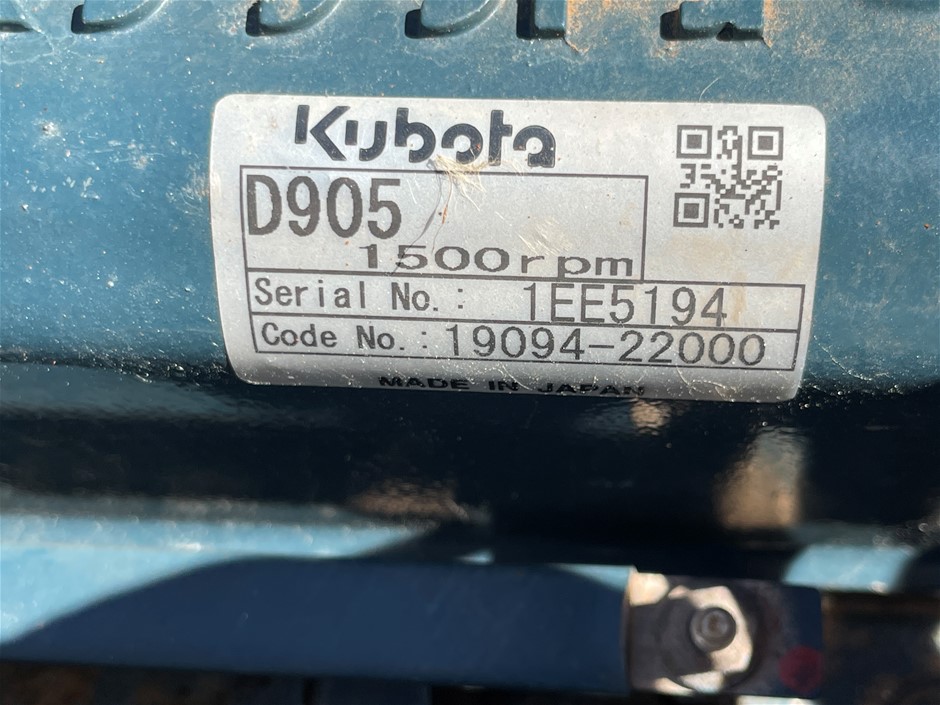 Kubota
D905
1500rpm
Serial No.: 1EE5194
Code No.: 19094-22000
MADE IN JAPAN